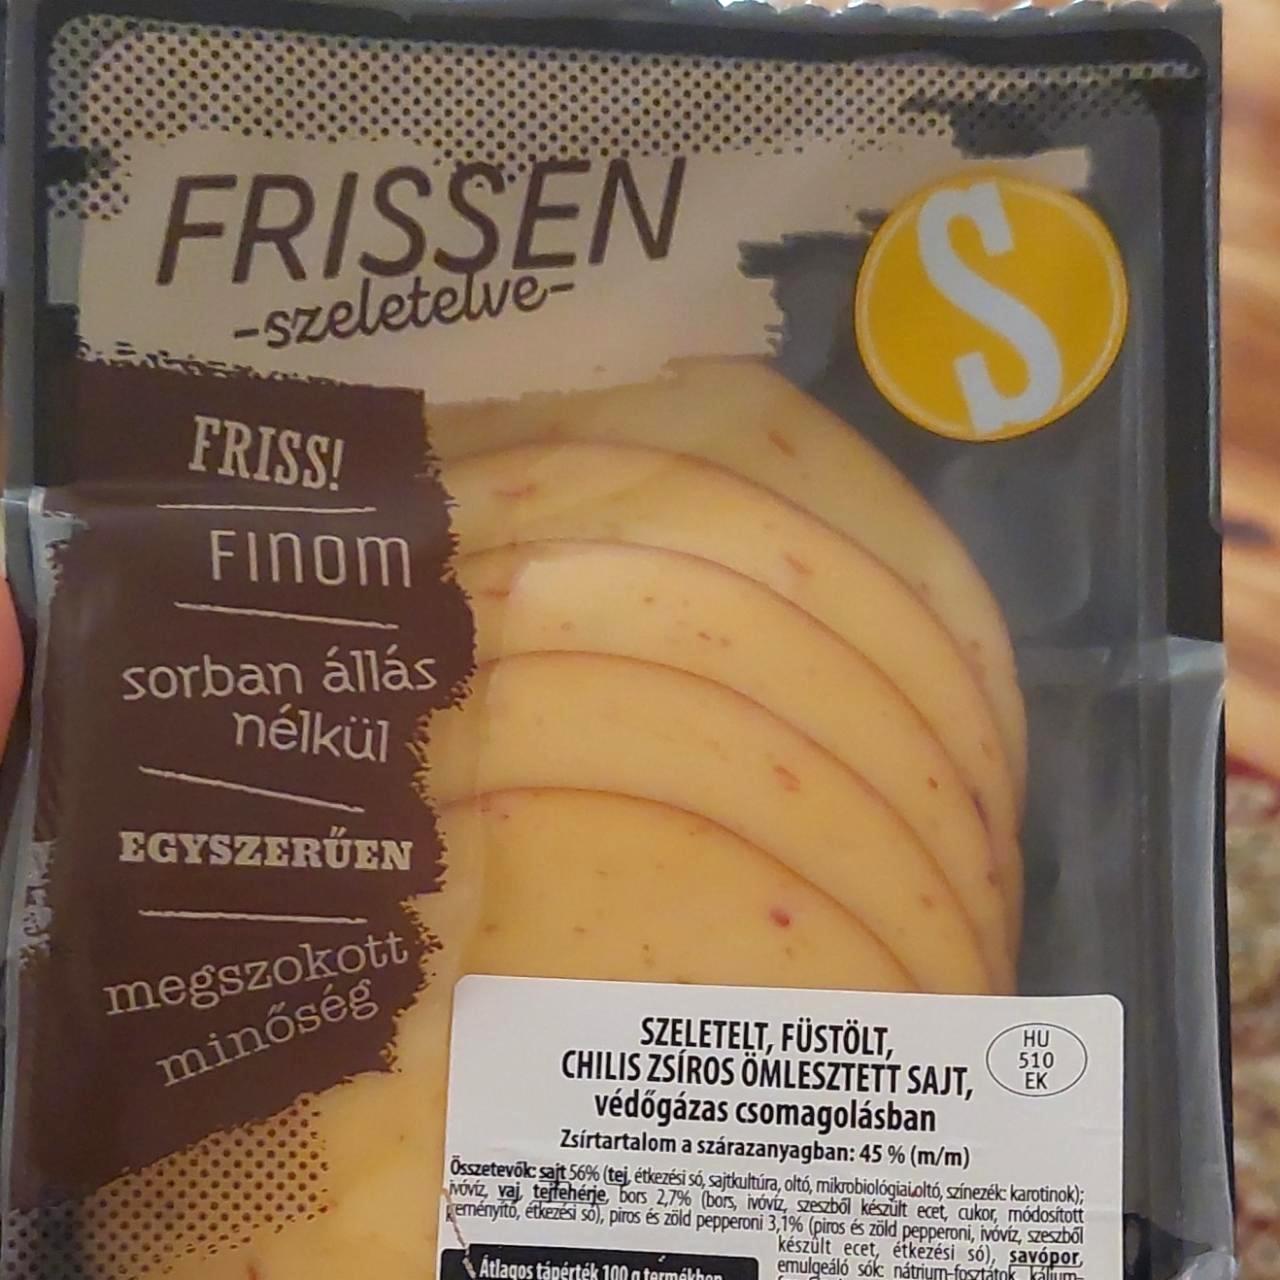 FRISSEN
-szeletelve-
S
FRISS!
FINOM
sorban állás
nélkül
EGYSZERŰEN
megszokott
minőség
SZELETELT, FÜSTÖLT,
CHILIS ZSÍROS ÖMLESZTETT SAJT,
védőgázas csomagolásban
HU
510
EK
Zsírtartalom a szárazanyagban: 45 % (m/m)
Összetevők: sajt 56% (tej, étkezési só, sajtkultúra, oltó, mikrobiológiai oltó, színezék: karotinok);
ivóvíz, vaj, tejfehérje, bors 2,7% (bors, ivóvíz, szeszből készült ecet, cukor, módosított
keményítő, étkezési só), piros és zöld pepperoni 3,1% (piros és zöld pepperoni, ivóvíz, szeszből
készült ecet, étkezési só), savópor,
emulgeáló sók: nátrium-foszfátok, kálium-
Átlagos tápérték 100 g termékben